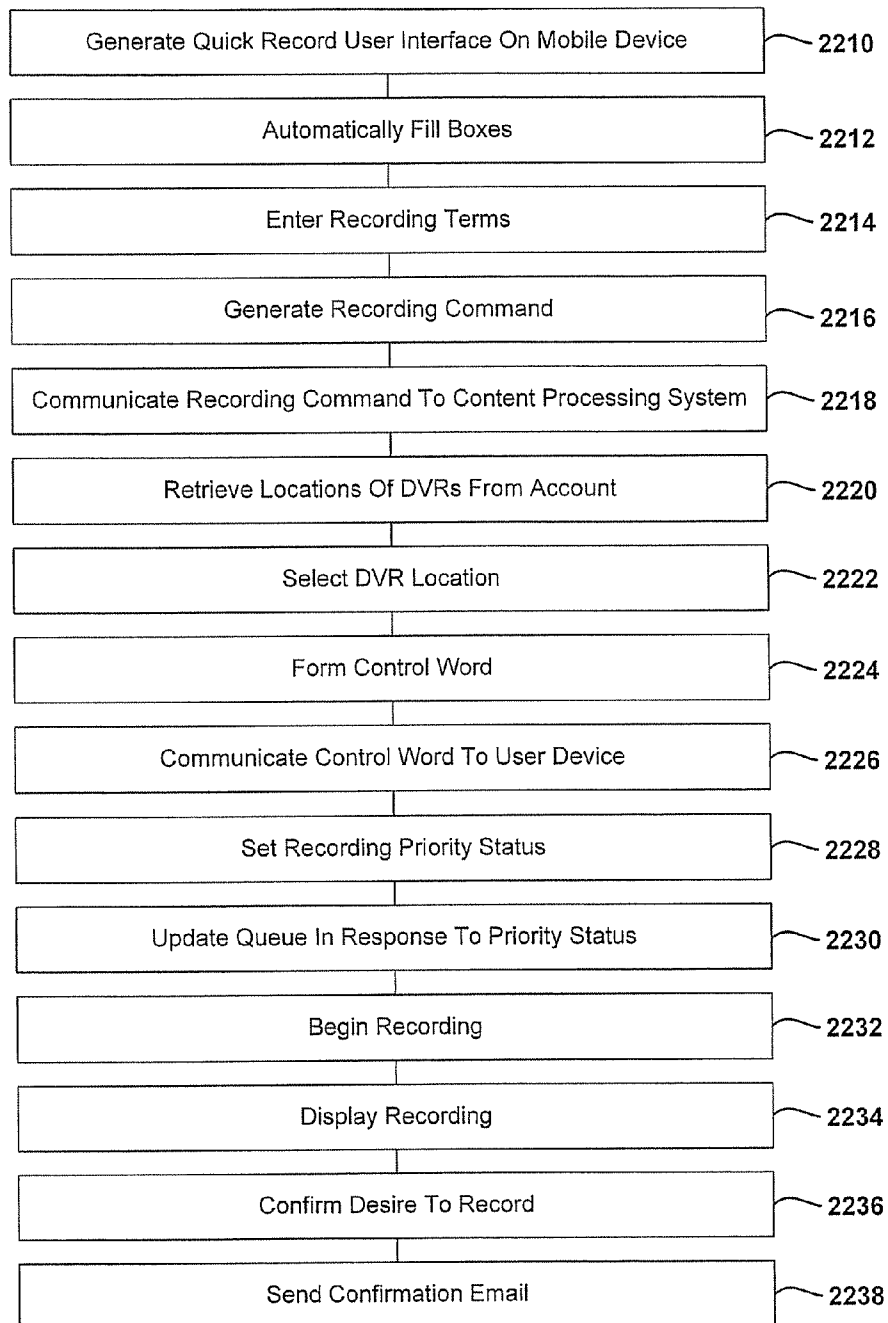 Generate Quick Record User Interface On Mobile Device 2210
Automatically Fill Boxes 2212
Enter Recording Terms 2214
Generate Recording Command 2216
Communicate Recording Command To Content Processing System 2218
Retrieve Locations Of DVRs From Account 2220
Select DVR Location 2222
Form Control Word 2224
Communicate Control Word To User Device 2226
Set Recording Priority Status 2228
Update Queue In Response To Priority Status 2230
Begin Recording 2232
Display Recording 2234
Confirm Desire To Record 2236
Send Confirmation Email 2238